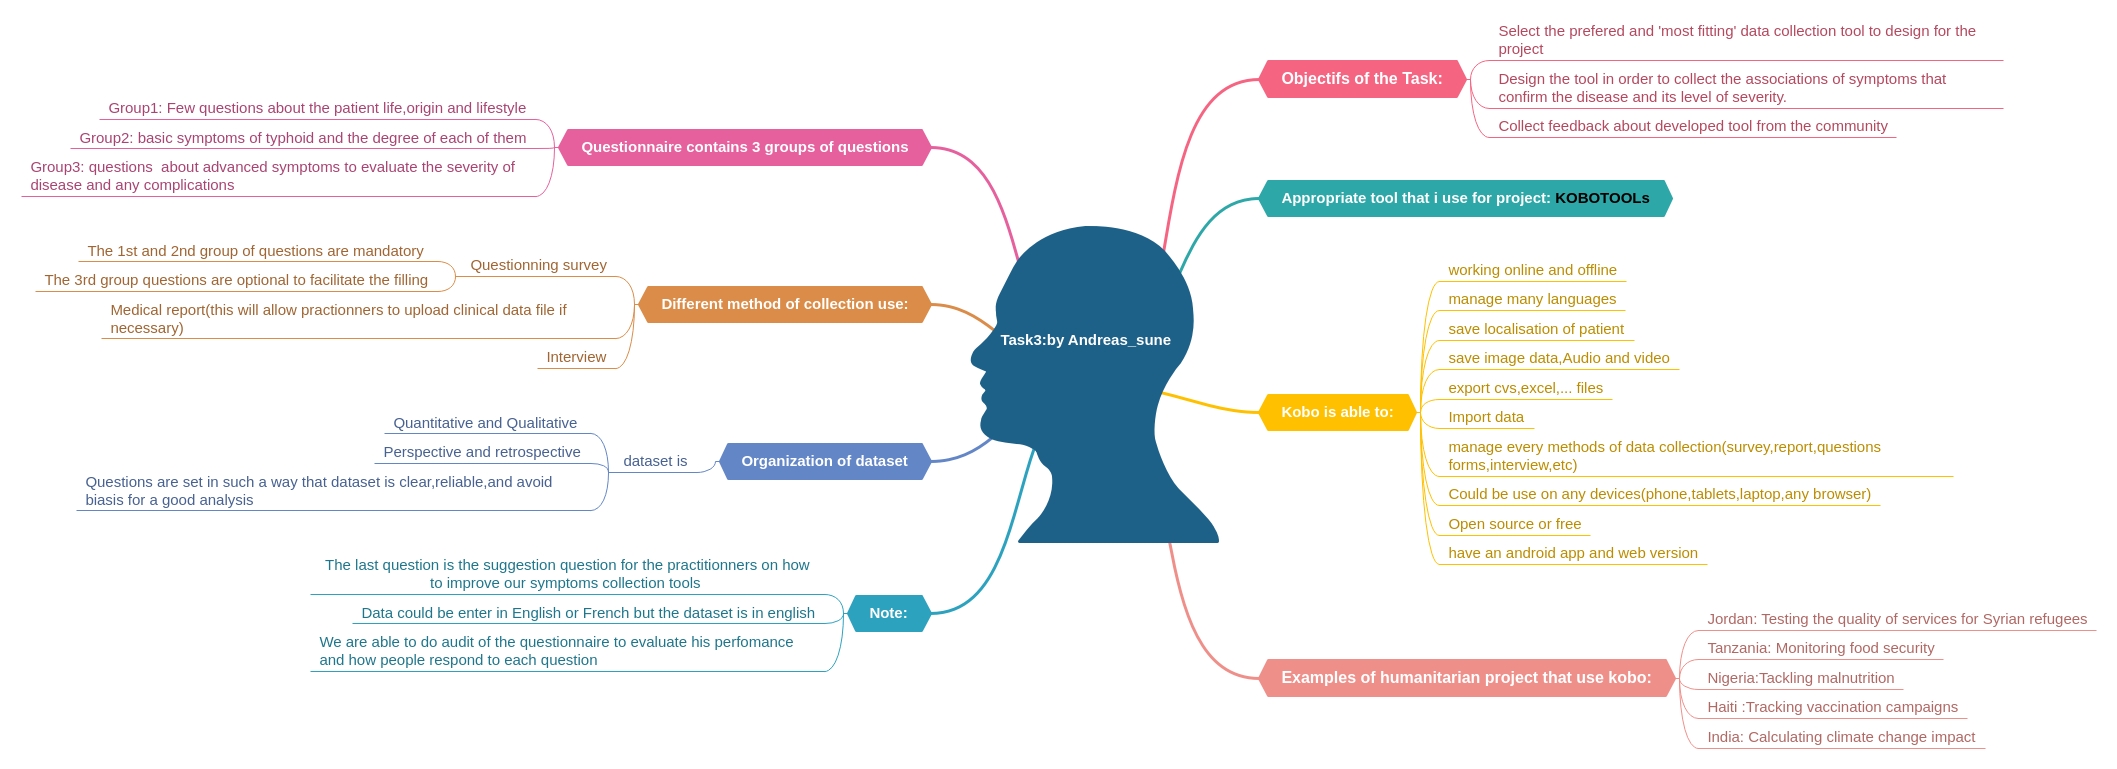 Task3:by Andreas_sune
Objectifs of the Task:
Select the prefered and 'most fitting' data collection tool to design for the
project
Design the tool in order to collect the associations of symptoms that
confirm the disease and its level of severity.
Collect feedback about developed tool from the community
Appropriate tool that i use for project: KOBOTOOLs
Kobo is able to:
working online and offline
manage many languages
save localisation of patient
save image data,Audio and video
export cvs,excel,... files
Import data
manage every methods of data collection(survey,report,questions
forms,interview,etc)
Could be use on any devices(phone,tablets,laptop,any browser)
Open source or free
have an android app and web version
Examples of humanitarian project that use kobo:
Jordan: Testing the quality of services for Syrian refugees
Tanzania: Monitoring food security
Nigeria:Tackling malnutrition
Haiti :Tracking vaccination campaigns
India: Calculating climate change impact
Questionnaire contains 3 groups of questions
Group1: Few questions about the patient life,origin and lifestyle
Group2: basic symptoms of typhoid and the degree of each of them
Group3: questions  about advanced symptoms to evaluate the severity of
disease and any complications
Different method of collection use:
Questionning survey
The 1st and 2nd group of questions are mandatory
The 3rd group questions are optional to facilitate the filling
Medical report(this will allow practionners to upload clinical data file if
necessary)
Interview
Organization of dataset
dataset is
Quantitative and Qualitative
Perspective and retrospective
Questions are set in such a way that dataset is clear,reliable,and avoid
biasis for a good analysis
Note:
The last question is the suggestion question for the practitionners on how
to improve our symptoms collection tools
Data could be enter in English or French but the dataset is in english
We are able to do audit of the questionnaire to evaluate his perfomance
and how people respond to each question